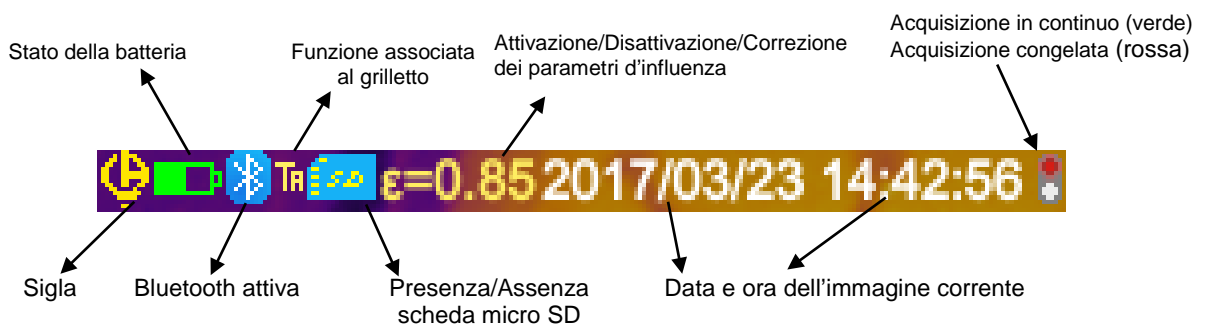 Stato della batteria
Funzione associata
al grilletto
Attivazione/Disattivazione/Correzione
dei parametri d'influenza
Acquisizione in continuo (verde)
Acquisizione congelata (rossa)
TA SD ε=0.85 2017/03/23 14:42:56
Sigla
Bluetooth attiva
Presenza/Assenza
scheda micro SD
Data e ora dell'immagine corrente